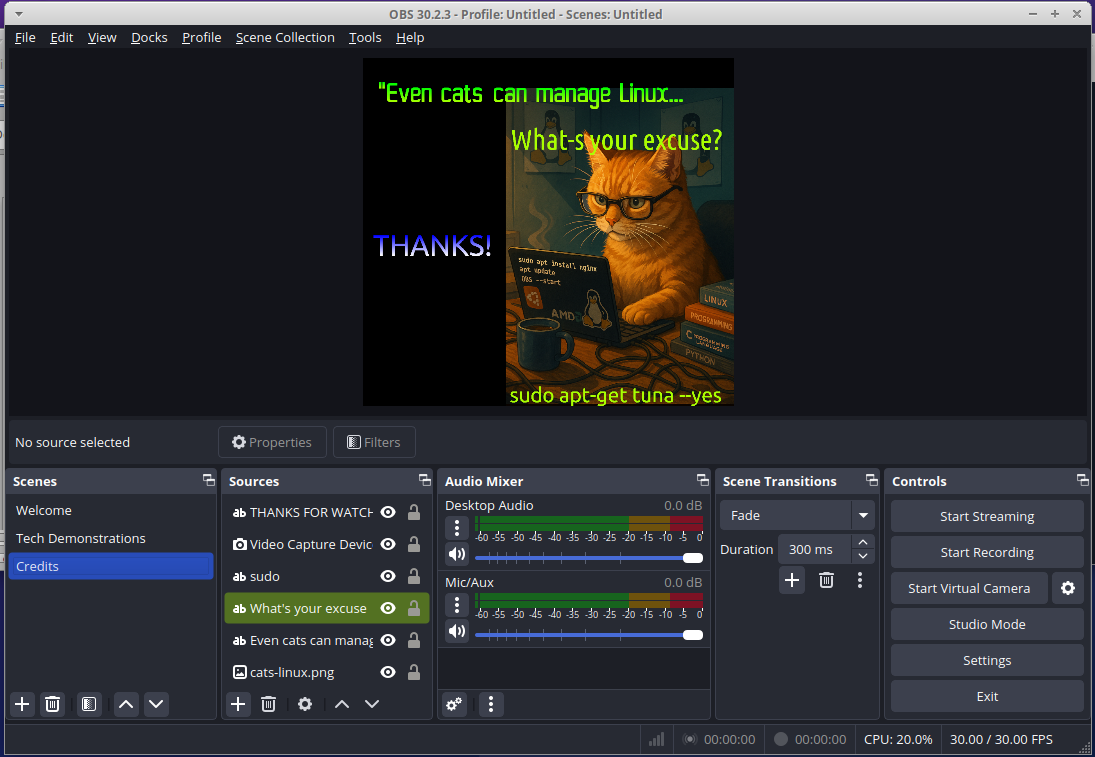 OBS 30.2.3 - Profile: Untitled - Scenes: Untitled
File Edit View Docks Profile Scene Collection Tools Help
"Even cats can manage Linux...
What-s your excuse?
THANKS!
sudo apt install nginx
apt update
OBS --start
AMD
LINUX
PROGRAMMING
C PROGRAMMING
LANGUAGE
PYTHON
sudo apt-get tuna --yes
No source selected
Properties
Filters
Scenes
Welcome
Tech Demonstrations
Credits
Sources
ab THANKS FOR WATCH
Video Capture Devic
ab sudo
ab What's your excuse
ab Even cats can manag
cats-linux.png
Audio Mixer
Desktop Audio 0.0 dB
-60 -55 -50 -45 -40 -35 -30 -25 -20 -15 -10 -5 0
Mic/Aux 0.0 dB
-60 -55 -50 -45 -40 -35 -30 -25 -20 -15 -10 -5 0
Scene Transitions
Fade
Duration 300 ms
Controls
Start Streaming
Start Recording
Start Virtual Camera
Studio Mode
Settings
Exit
00:00:00 00:00:00 CPU: 20.0% 30.00 / 30.00 FPS